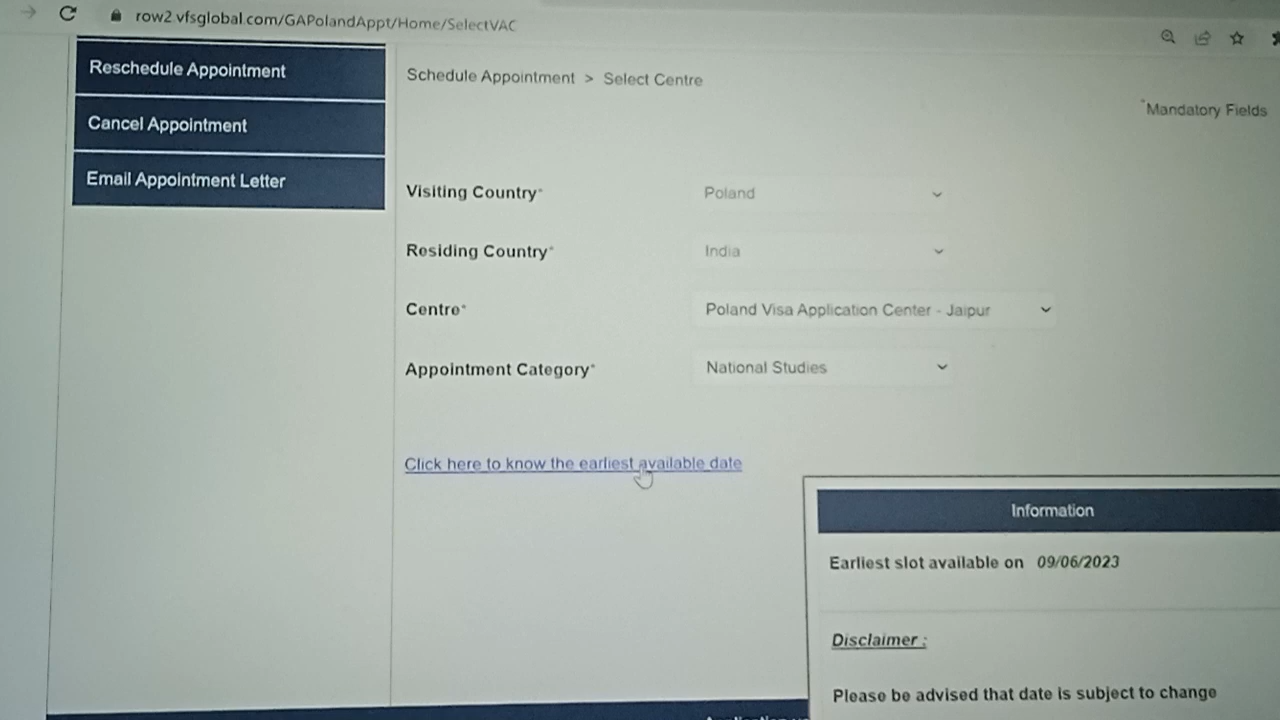 row2.vfsglobal.com/GAPolandAppt/Home/SelectVAC
Reschedule Appointment
Cancel Appointment
Email Appointment Letter
Schedule Appointment > Select Centre
*Mandatory Fields
Visiting Country* Poland
Residing Country* India
Centre* Poland Visa Application Center - Jaipur
Appointment Category* National Studies
Click here to know the earliest available date
Information
Earliest slot available on 09/06/2023
Disclaimer :
Please be advised that date is subject to change